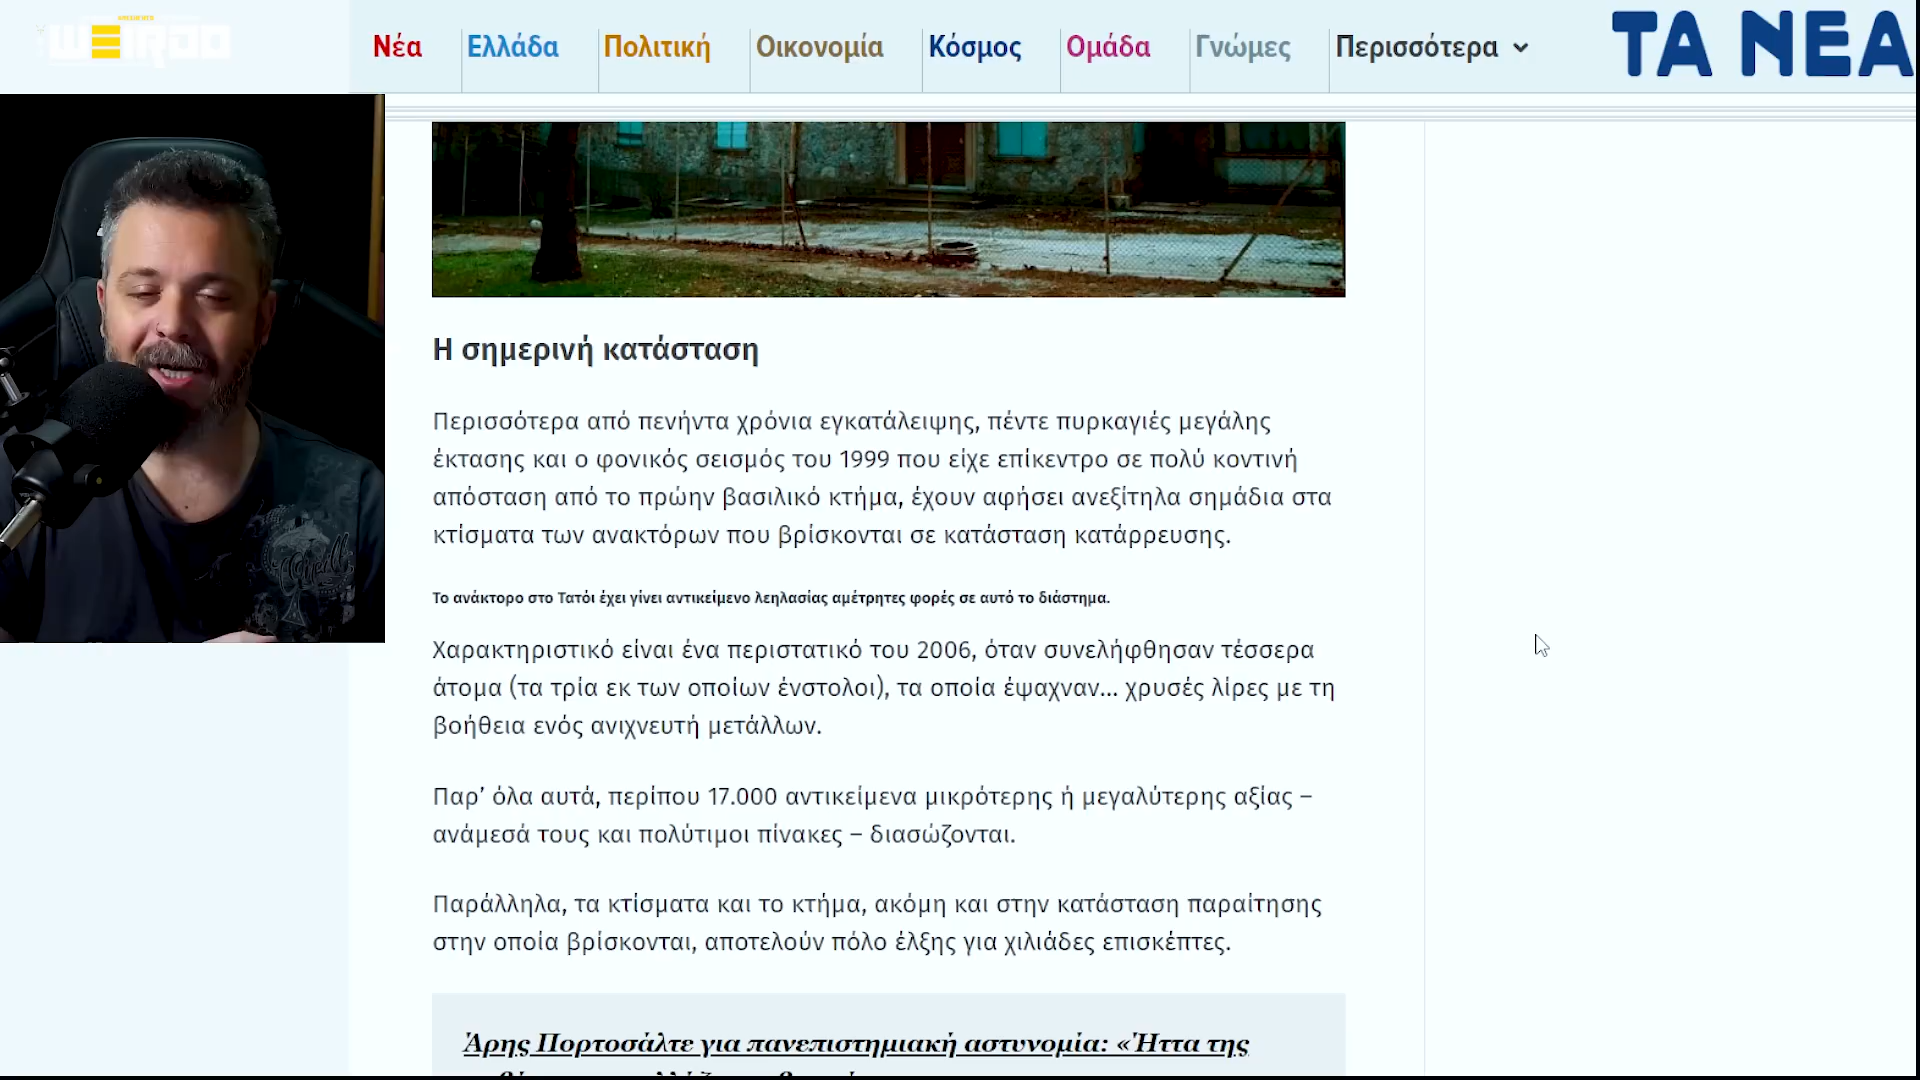 WEIRDO
Νέα
Ελλάδα
Πολιτική
Οικονομία
Κόσμος
Ομάδα
Γνώμες
Περισσότερα
ΤΑ ΝΕΑ
Η σημερινή κατάσταση
Περισσότερα από πενήντα χρόνια εγκατάλειψης, πέντε πυρκαγιές μεγάλης
έκτασης και ο φονικός σεισμός του 1999 που είχε επίκεντρο σε πολύ κοντινή
απόσταση από το πρώην βασιλικό κτήμα, έχουν αφήσει ανεξίτηλα σημάδια στα
κτίσματα των ανακτόρων που βρίσκονται σε κατάσταση κατάρρευσης.
Το ανάκτορο στο Τατόι έχει γίνει αντικείμενο λεηλασίας αμέτρητες φορές σε αυτό το διάστημα.
Χαρακτηριστικό είναι ένα περιστατικό του 2006, όταν συνελήφθησαν τέσσερα
άτομα (τα τρία εκ των οποίων ένστολοι), τα οποία έψαχναν... χρυσές λίρες με τη
βοήθεια ενός ανιχνευτή μετάλλων.
Παρ’ όλα αυτά, περίπου 17.000 αντικείμενα μικρότερης ή μεγαλύτερης αξίας –
ανάμεσά τους και πολύτιμοι πίνακες – διασώζονται.
Παράλληλα, τα κτίσματα και το κτήμα, ακόμη και στην κατάσταση παραίτησης
στην οποία βρίσκονται, αποτελούν πόλο έλξης για χιλιάδες επισκέπτες.
Άρης Πορτοσάλτε για πανεπιστημιακή αστυνομία: «Ήττα της